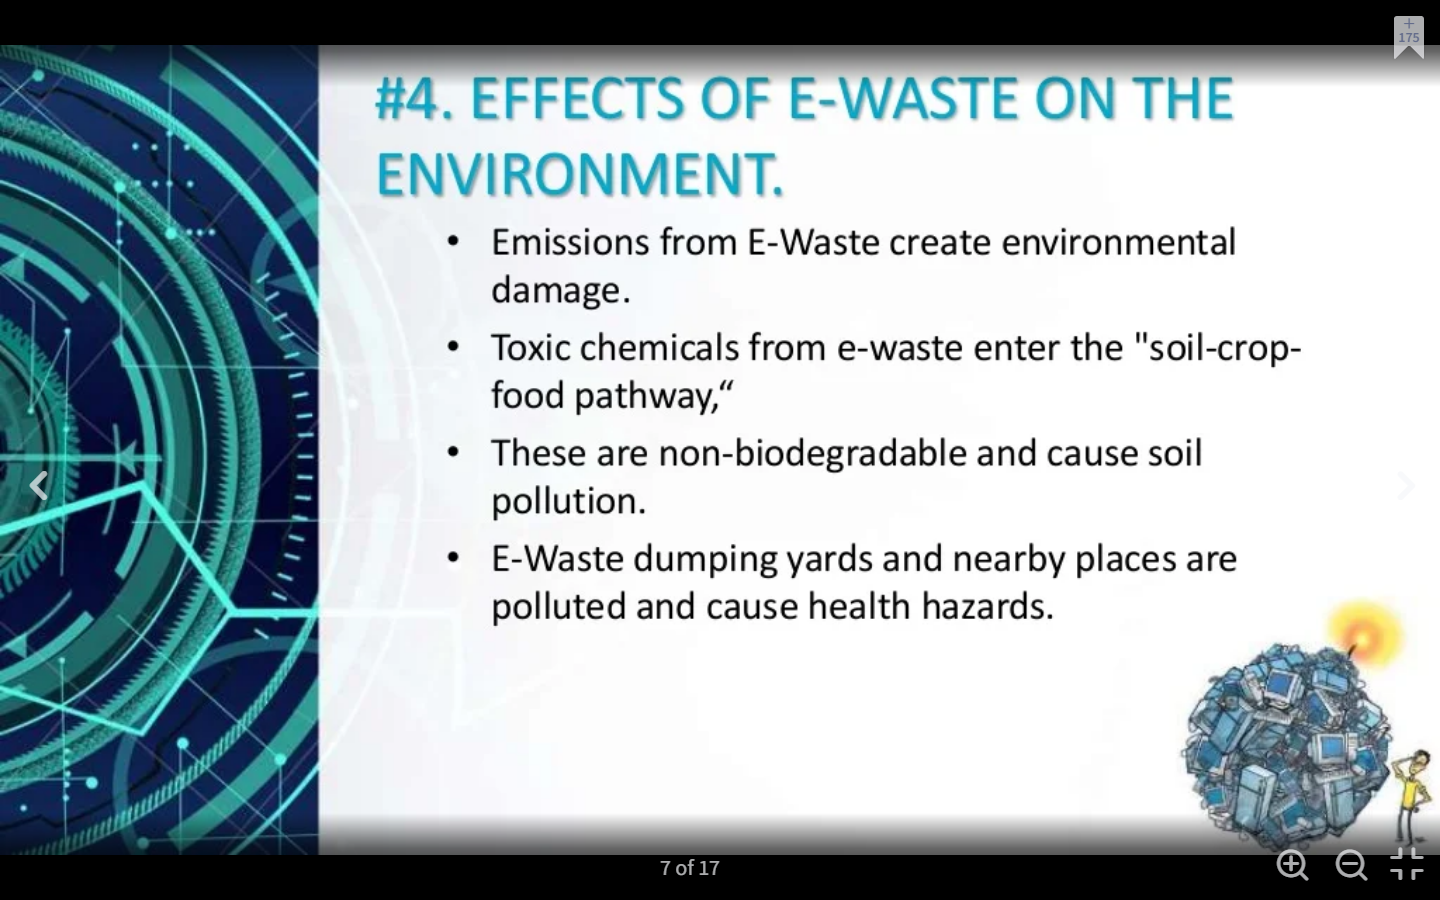 +
175
#4. EFFECTS OF E-WASTE ON THE
ENVIRONMENT.
• Emissions from E-Waste create environmental
damage.
• Toxic chemicals from e-waste enter the "soil-crop-
food pathway,“
• These are non-biodegradable and cause soil
pollution.
• E-Waste dumping yards and nearby places are
polluted and cause health hazards.
7 of 17